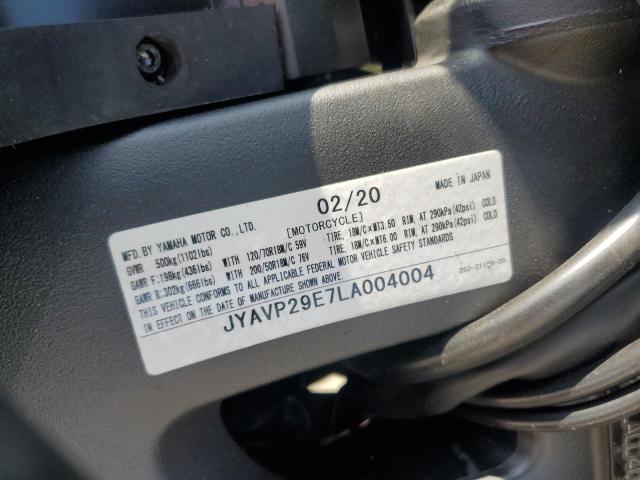 02/20 MADE IN JAPAN
MFD. BY YAMAHA MOTOR CO., LTD. [MOTORCYCLE]
GVWR 500kg(1102lbs)
GAWR F:198kg(436lbs) WITH 120/70R18M/C 59V TIRE, 18M/C×MT3.50 RIM, AT 290kPa(42psi) COLD
GAWR R:302kg(666lbs) WITH 200/50R18M/C 76V TIRE, 18M/C×MT6.00 RIM, AT 290kPa(42psi) COLD
THIS VEHICLE CONFORMS TO ALL APPLICABLE FEDERAL MOTOR VEHICLE SAFETY STANDARDS
IN EFFECT ON THE DATE OF MANUFACTURE SHOWN ABOVE.
JYAVP29E7LA004004